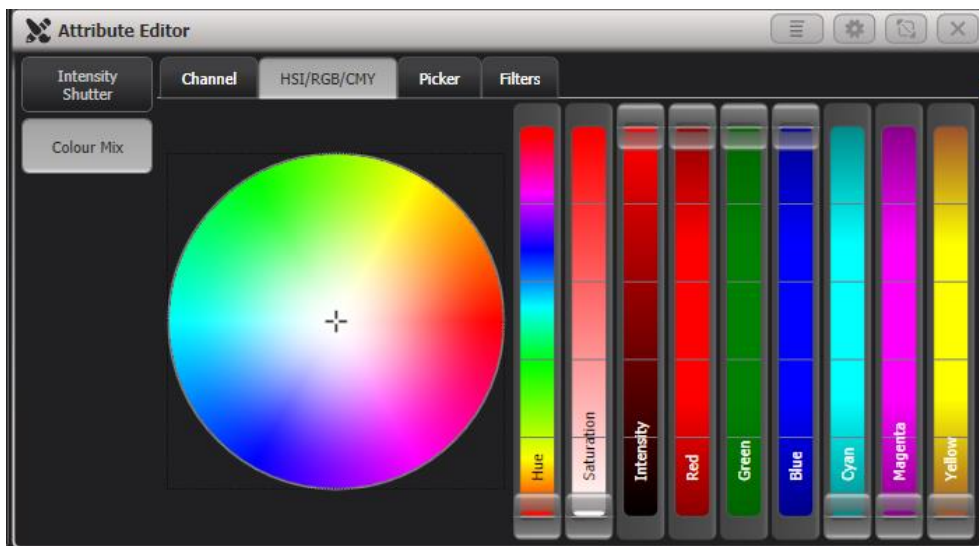 Attribute Editor
Intensity
Shutter
Colour Mix
Channel
HSI/RGB/CMY
Picker
Filters
Hue
Saturation
Intensity
Red
Green
Blue
Cyan
Magenta
Yellow